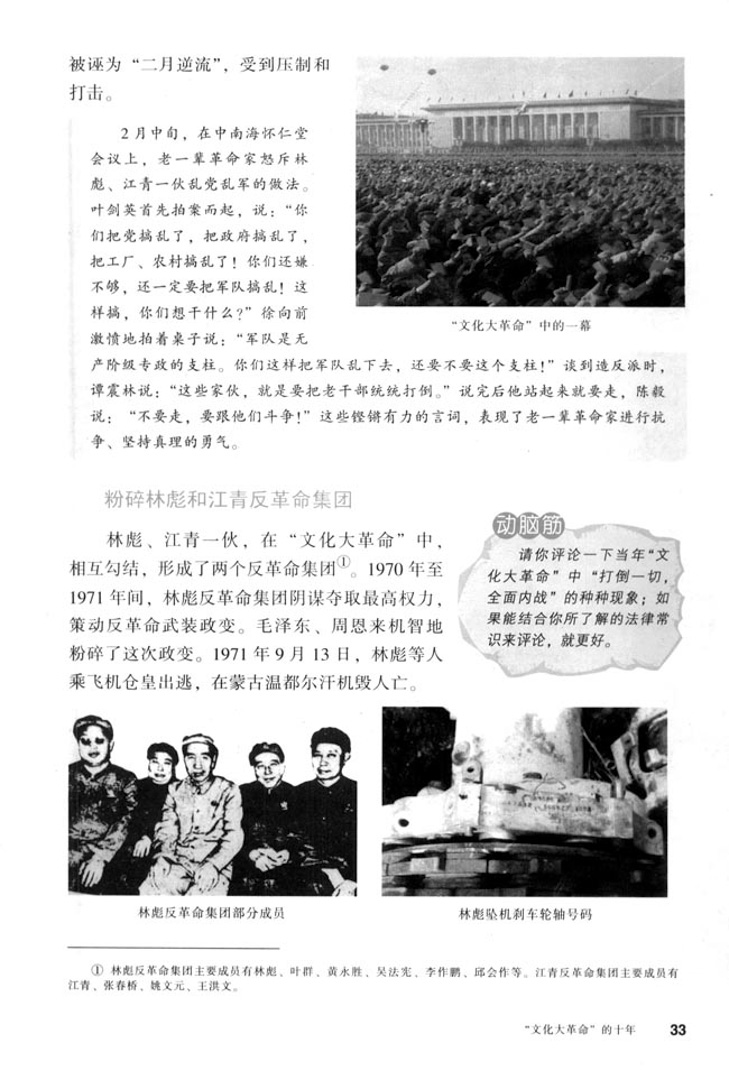 被诬为“二月逆流”，受到压制和
打击。
2月中旬，在中南海怀仁堂
会议上，老一辈革命家怒斥林
彪、江青一伙乱党乱军的做法。
叶剑英首先拍案而起，说：“你
们把党搞乱了，把政府搞乱了，
把工厂、农村搞乱了！你们还嫌
不够，还一定要把军队搞乱！这
样搞，你们想干什么？”徐向前
激愤地拍着桌子说：“军队是无
产阶级专政的支柱。你们这样把军队乱下去，还要不要这个支柱！”谈到造反派时，
谭震林说：“这些家伙，就是要把老干部统统打倒。”说完后他站起来就要走，陈毅
说：“不要走，要跟他们斗争！”这些铿锵有力的言词，表现了老一辈革命家进行抗
争、坚持真理的勇气。
“文化大革命”中的一幕
粉碎林彪和江青反革命集团
林彪、江青一伙，在“文化大革命”中，
相互勾结，形成了两个反革命集团①。1970年至
1971年间，林彪反革命集团阴谋夺取最高权力，
策动反革命武装政变。毛泽东、周恩来机智地
粉碎了这次政变。1971年9月13日，林彪等人
乘飞机仓皇出逃，在蒙古温都尔汗机毁人亡。
动脑筋
请你评论一下当年“文
化大革命”中“打倒一切，
全面内战”的种种现象；如
果能结合你所了解的法律常
识来评论，就更好。
林彪反革命集团部分成员
林彪坠机刹车轮轴号码
① 林彪反革命集团主要成员有林彪、叶群、黄永胜、吴法宪、李作鹏、邱会作等。江青反革命集团主要成员有
江青、张春桥、姚文元、王洪文。
“文化大革命”的十年 33